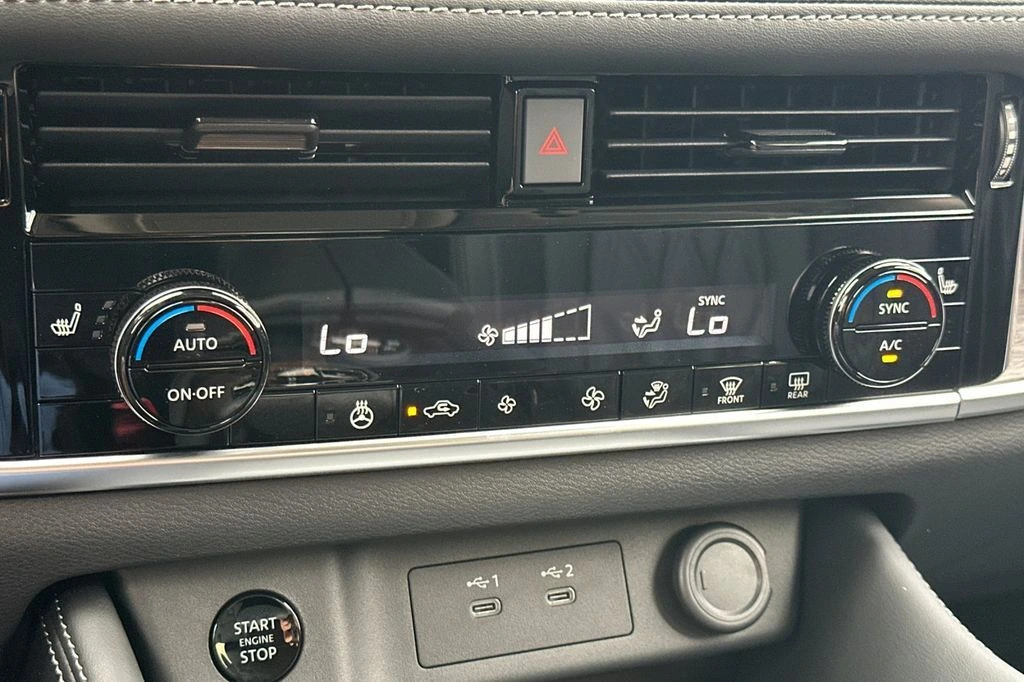 SYNC
AUTO
Lo
Lo
SYNC
A/C
ON-OFF
FRONT
REAR
1
2
START
ENGINE
STOP